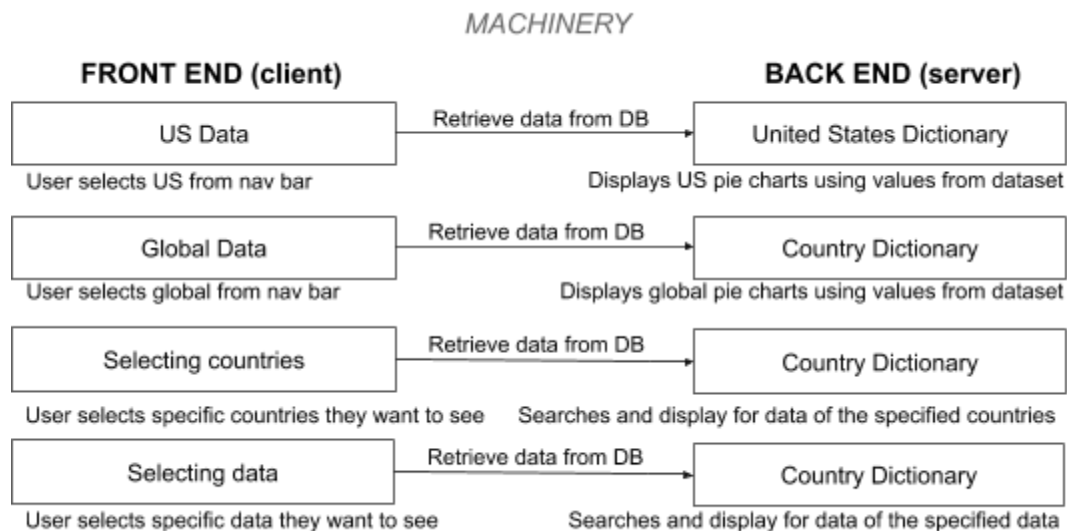 MACHINERY
FRONT END (client)
BACK END (server)
US Data
Retrieve data from DB
United States Dictionary
User selects US from nav bar
Displays US pie charts using values from dataset
Global Data
Retrieve data from DB
Country Dictionary
User selects global from nav bar
Displays global pie charts using values from dataset
Selecting countries
Retrieve data from DB
Country Dictionary
User selects specific countries they want to see
Searches and display for data of the specified countries
Selecting data
Retrieve data from DB
Country Dictionary
User selects specific data they want to see
Searches and display for data of the specified data